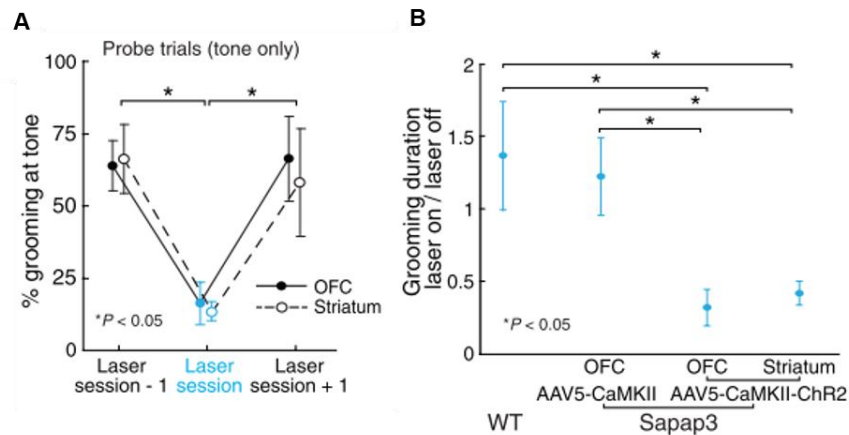 A
Probe trials (tone only)
100
75
50
25
0
% grooming at tone
*
*
OFC
Striatum
*P < 0.05
Laser session - 1
Laser session
Laser session + 1
B
2
1.5
1
0.5
0
Grooming duration
laser on / laser off
*
*
*
*
*P < 0.05
OFC
OFC
Striatum
AAV5-CaMKII
AAV5-CaMKII-ChR2
WT
Sapap3